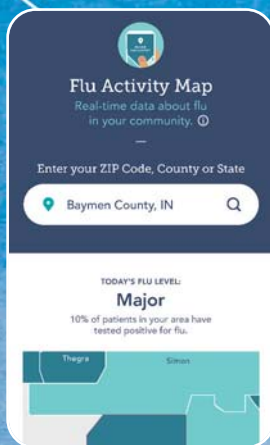 Flu Activity Map
Real-time data about flu
in your community.
Enter your ZIP Code, County or State
Baymen County, IN
TODAY'S FLU LEVEL:
Major
10% of patients in your area have
tested positive for flu.
Thegra
Simon